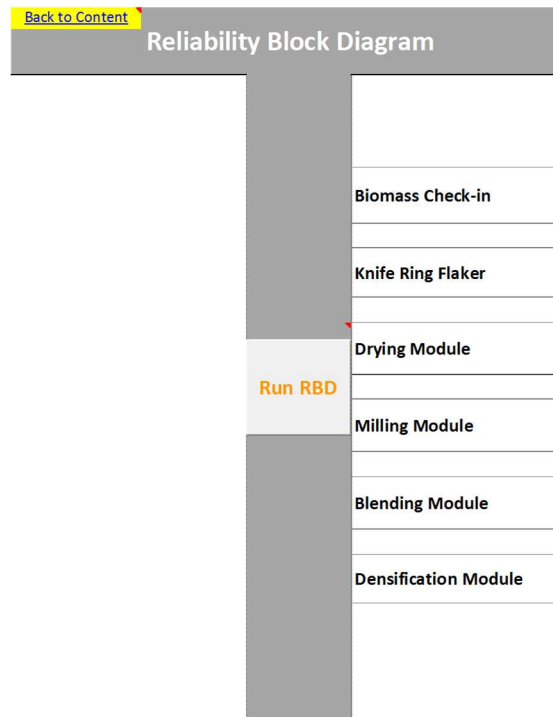 Back to Content
Reliability Block Diagram
Biomass Check-in
Knife Ring Flaker
Drying Module
Run RBD
Milling Module
Blending Module
Densification Module